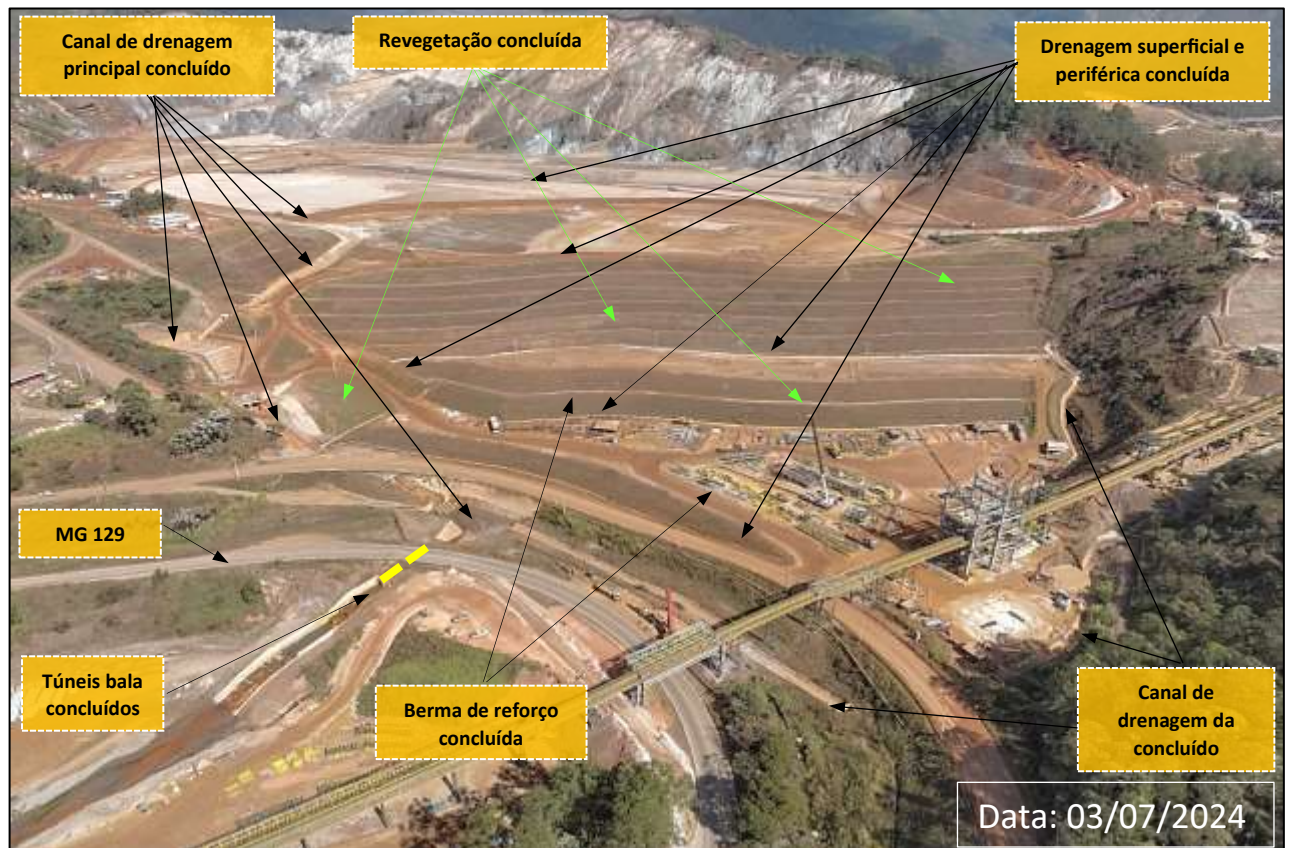 Canal de drenagem
principal concluído
Revegetação concluída
Drenagem superficial e
periférica concluída
MG 129
Túneis bala
concluídos
Berma de reforço
concluída
Canal de
drenagem da
concluído
Data: 03/07/2024